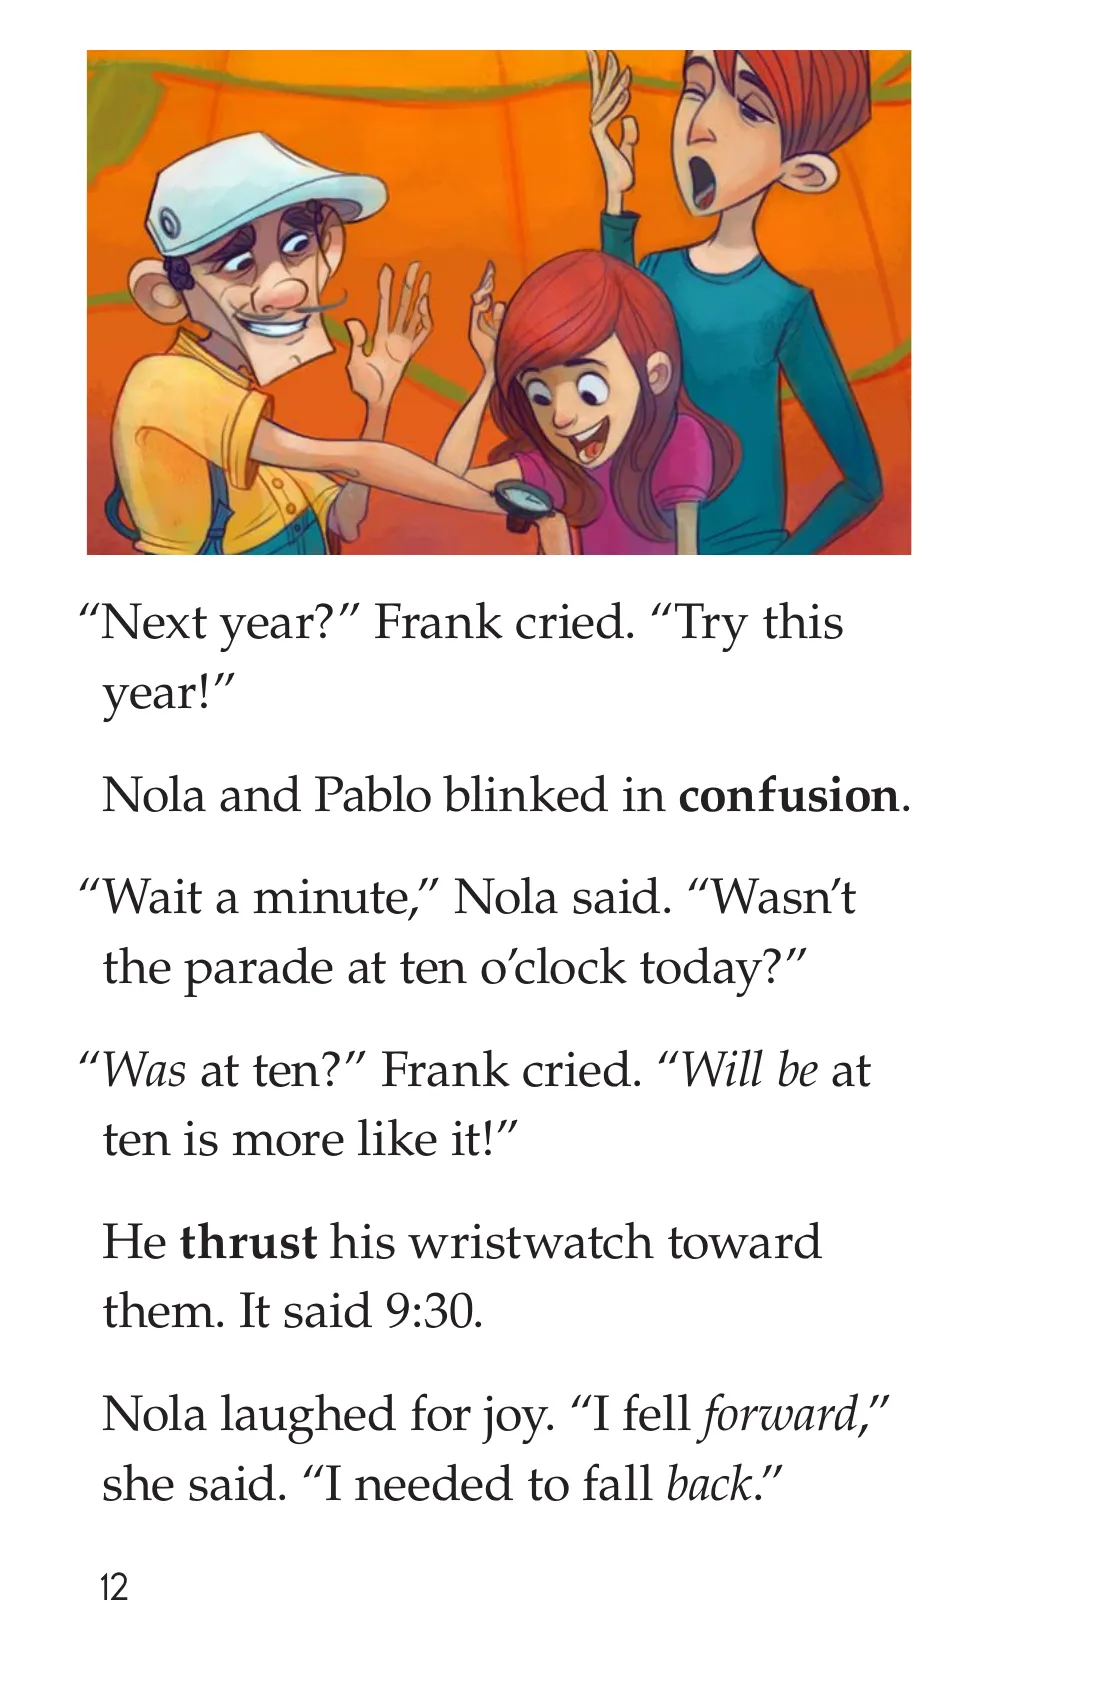 “Next year?” Frank cried. “Try this
year!”
Nola and Pablo blinked in confusion.
“Wait a minute,” Nola said. “Wasn’t
the parade at ten o’clock today?”
“Was at ten?” Frank cried. “Will be at
ten is more like it!”
He thrust his wristwatch toward
them. It said 9:30.
Nola laughed for joy. “I fell forward,”
she said. “I needed to fall back.”
12